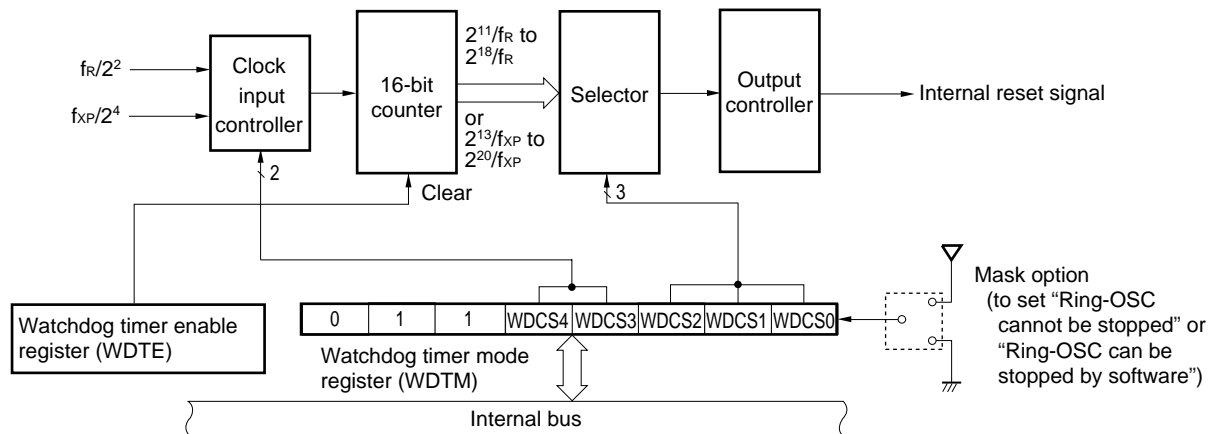 fR/2²
fXP/2⁴
Clock
input
controller
2
16-bit
counter
Clear
2¹¹/fR to
2¹⁸/fR
or
2¹³/fXP to
2²⁰/fXP
Selector
3
Output
controller
Internal reset signal
Watchdog timer enable
register (WDTE)
0 1 1 WDCS4 WDCS3 WDCS2 WDCS1 WDCS0
Watchdog timer mode
register (WDTM)
Mask option
(to set “Ring-OSC
cannot be stopped” or
“Ring-OSC can be
stopped by software”)
Internal bus